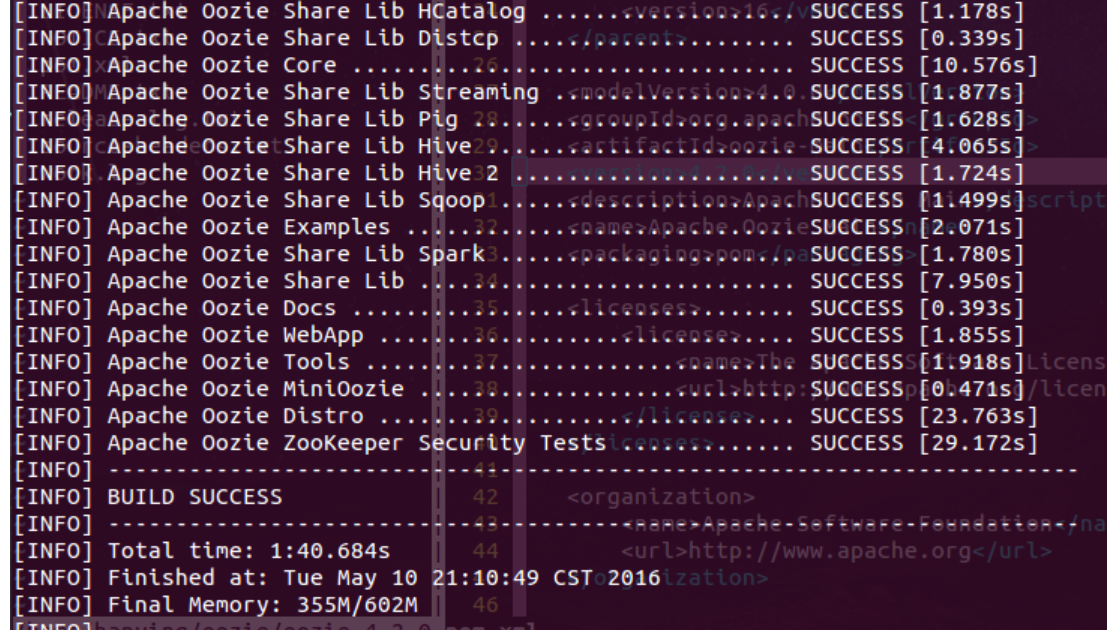 [INFO] Apache Oozie Share Lib HCatalog ................... SUCCESS [1.178s]
[INFO] Apache Oozie Share Lib Distcp ..................... SUCCESS [0.339s]
[INFO] Apache Oozie Core ................................. SUCCESS [10.576s]
[INFO] Apache Oozie Share Lib Streaming .................. SUCCESS [1.877s]
[INFO] Apache Oozie Share Lib Pig ........................ SUCCESS [1.628s]
[INFO] Apache Oozie Share Lib Hive ....................... SUCCESS [4.065s]
[INFO] Apache Oozie Share Lib Hive 2 ..................... SUCCESS [1.724s]
[INFO] Apache Oozie Share Lib Sqoop ...................... SUCCESS [1.499s]
[INFO] Apache Oozie Examples ............................. SUCCESS [2.071s]
[INFO] Apache Oozie Share Lib Spark ...................... SUCCESS [1.780s]
[INFO] Apache Oozie Share Lib ............................ SUCCESS [7.950s]
[INFO] Apache Oozie Docs ................................. SUCCESS [0.393s]
[INFO] Apache Oozie WebApp ............................... SUCCESS [1.855s]
[INFO] Apache Oozie Tools ................................ SUCCESS [1.918s]
[INFO] Apache Oozie MiniOozie ............................ SUCCESS [0.471s]
[INFO] Apache Oozie Distro ............................... SUCCESS [23.763s]
[INFO] Apache Oozie ZooKeeper Security Tests ............. SUCCESS [29.172s]
[INFO] ------------------------------------------------------------------------
[INFO] BUILD SUCCESS
[INFO] ------------------------------------------------------------------------
[INFO] Total time: 1:40.684s
[INFO] Finished at: Tue May 10 21:10:49 CST 2016
[INFO] Final Memory: 355M/602M
[INFO]